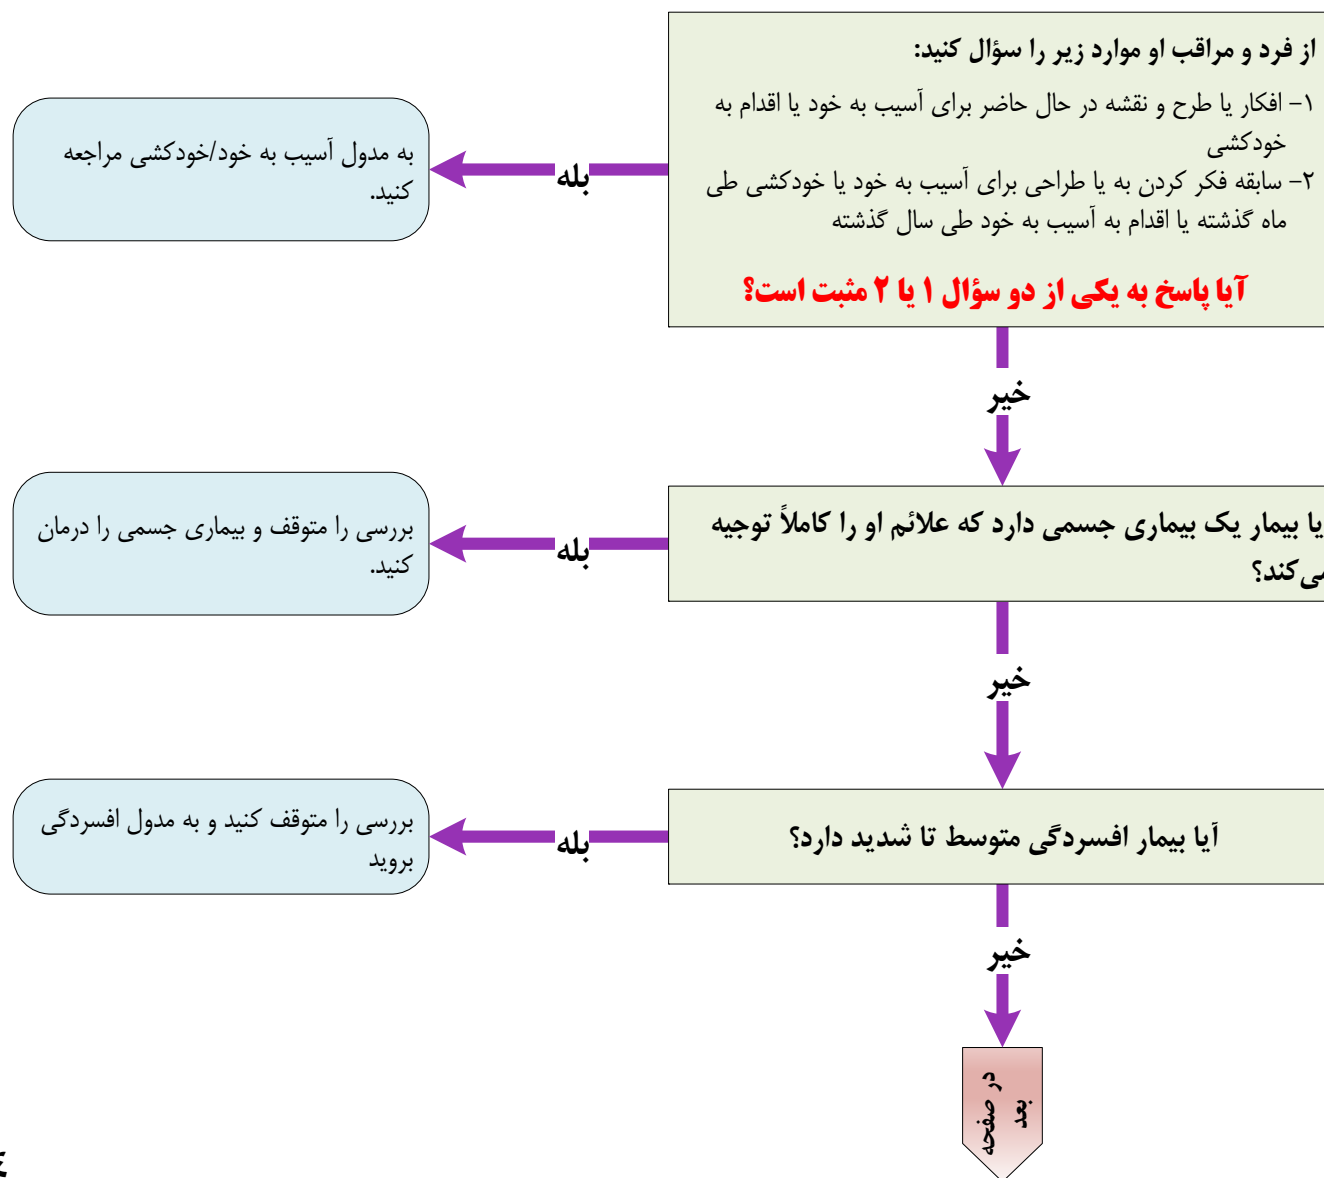 از فرد و مراقب او موارد زیر را سؤال کنید:
۱- افکار یا طرح و نقشه در حال حاضر برای آسیب به خود یا اقدام به
خودکشی
۲- سابقه فکر کردن به یا طراحی برای آسیب به خود یا خودکشی طی
ماه گذشته یا اقدام به آسیب به خود طی سال گذشته
آیا پاسخ به یکی از دو سؤال ۱ یا ۲ مثبت است؟
بله
به مدول آسیب به خود/خودکشی مراجعه
کنید.
خیر
یا بیمار یک بیماری جسمی دارد که علائم او را کاملاً توجیه
می‌کند؟
بله
بررسی را متوقف و بیماری جسمی را درمان
کنید.
خیر
آیا بیمار افسردگی متوسط تا شدید دارد؟
بله
بررسی را متوقف کنید و به مدول افسردگی
بروید
خیر
در صفحه
بعد